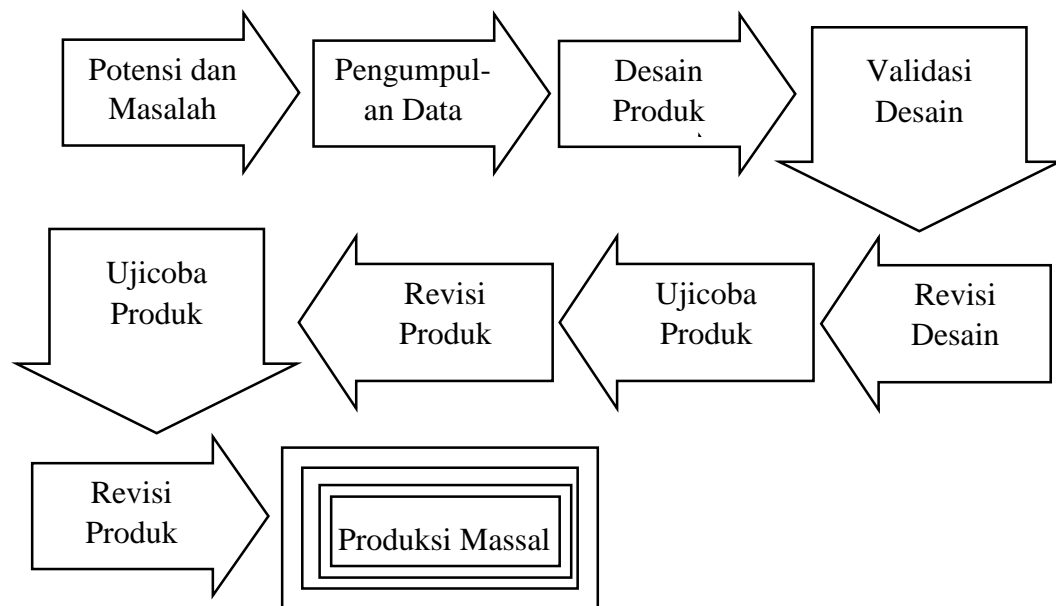 Potensi dan
Masalah
Pengumpul-
an Data
Desain
Produk
Validasi
Desain
Revisi
Desain
Ujicoba
Produk
Revisi
Produk
Ujicoba
Produk
Revisi
Produk
Produksi Massal